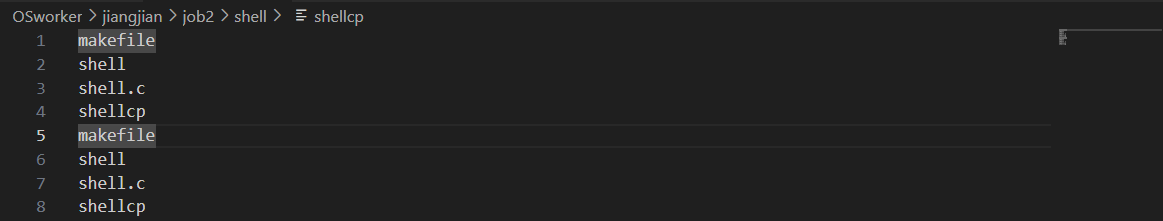 OSworker > jiangjian > job2 > shell > shellcp
1 makefile
2 shell
3 shell.c
4 shellcp
5 makefile
6 shell
7 shell.c
8 shellcp